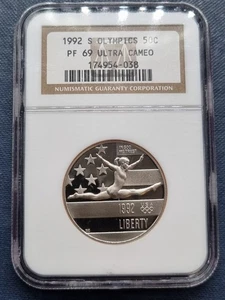 1992 S OLYMPICS 50C
PF 69 ULTRA CAMEO
174954-038
NUMISMATIC GUARANTY CORPORATION
1992
LIBERTY